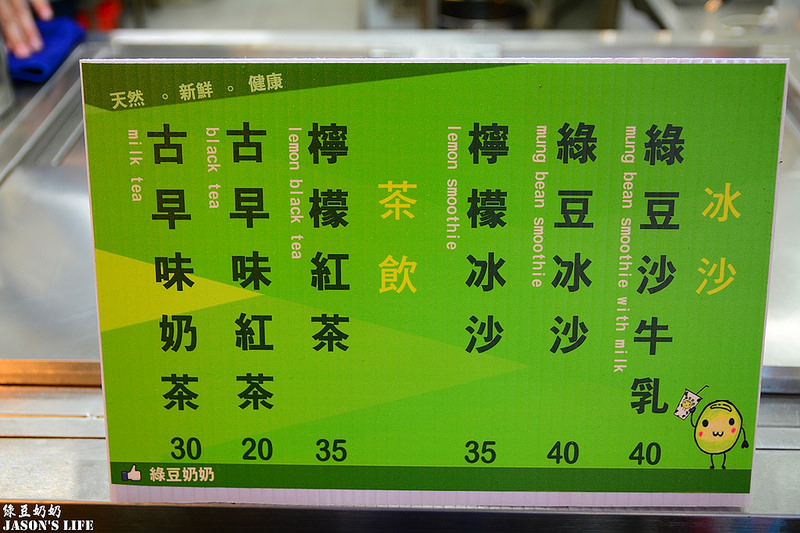 天然 。新鮮 。健康
冰沙
綠豆沙牛乳
mung bean smoothie with milk
40
綠豆冰沙
mung bean smoothie
40
檸檬冰沙
lemon smoothie
35
茶飲
檸檬紅茶
lemon black tea
35
古早味紅茶
black tea
20
古早味奶茶
milk tea
30
綠豆奶奶
綠豆奶奶
JASON'S LIFE